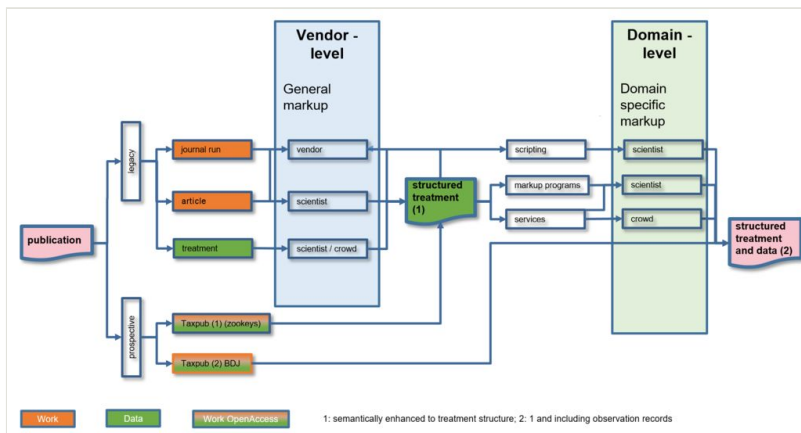 Vendor -
level
General
markup
Domain -
level
Domain
specific
markup
legacy
journal run
vendor
scripting
scientist
article
scientist
structured
treatment
(1)
markup programs
scientist
services
crowd
treatment
scientist / crowd
publication
structured
treatment
and data (2)
prospective
Taxpub (1) (zookeys)
Taxpub (2) BDJ
Work
Data
Work OpenAccess
1: semantically enhanced to treatment structure; 2: 1 and including observation records